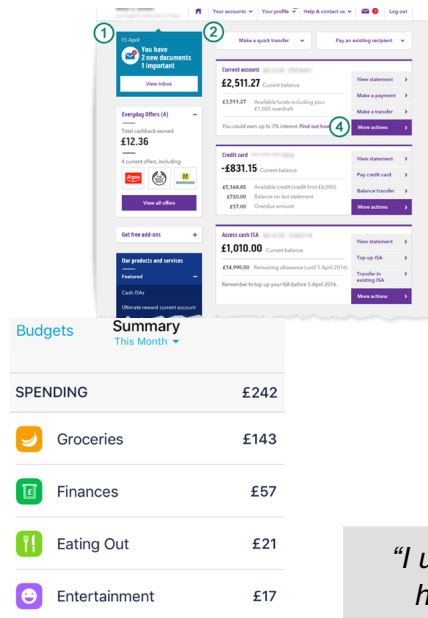 Your accounts
Your profile
Help & contact us
Log out
1
2
15 April
You have
2 new documents
1 important
View Inbox
Make a quick transfer
Pay an existing recipient
Current account
£2,511.27 Current balance
£3,511.27 Available funds including your
£1,000 overdraft
You could earn up to 3% interest. Find out how
View statement
Make a payment
Make a transfer
4
More actions
Everyday Offers (4)
Total cashback earned
£12.36
4 current offers, including
Argos
MORRISONS
View all offers
Credit card
-£831.15 Current balance
£5,168.85 Available credit (credit limit £6,000)
£720.00 Balance on last statement
£17.00 Overdue amount
View statement
Pay credit card
Balance transfer
More actions
Get free add-ons +
Access cash ISA
£1,010.00 Current balance
£14,990.00 Remaining allowance (until 5 April 2016)
Remember to top up your ISA before 5 April 2016.
View statement
Top up ISA
Transfer in
existing ISA
More actions
Our products and services
Featured
Cash ISAs
Ultimate reward current account
Budgets
Summary
This Month
SPENDING £242
Groceries £143
Finances £57
Eating Out £21
Entertainment £17
“I u
h